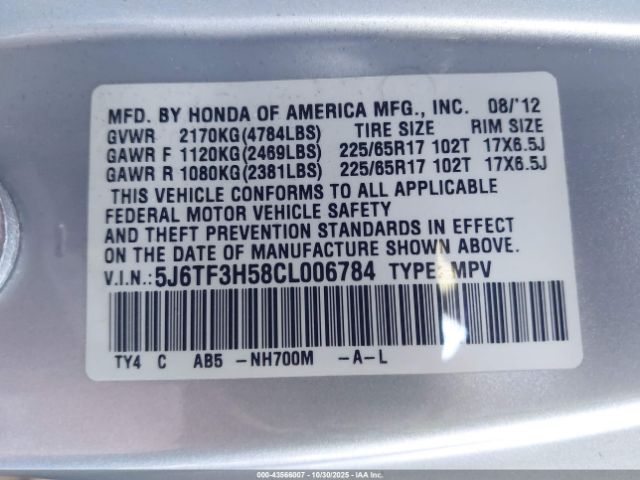 MFD. BY HONDA OF AMERICA MFG., INC. 08/'12
GVWR 2170KG(4784LBS) TIRE SIZE RIM SIZE
GAWR F 1120KG(2469LBS) 225/65R17 102T 17X6.5J
GAWR R 1080KG(2381LBS) 225/65R17 102T 17X6.5J
THIS VEHICLE CONFORMS TO ALL APPLICABLE
FEDERAL MOTOR VEHICLE SAFETY
AND THEFT PREVENTION STANDARDS IN EFFECT
ON THE DATE OF MANUFACTURE SHOWN ABOVE.
V.I.N.:5J6TF3H58CL006784 TYPE: MPV
TY4 C AB5 -NH700M -A-L
000-43566007 - 10/30/2025 - IAA, Inc.